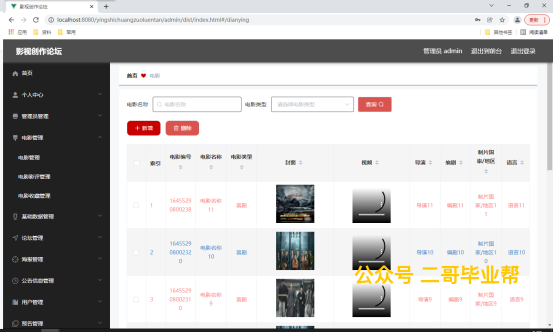 影视创作论坛
localhost:8080/yingshichuangzuoluntan/admin/dist/index.html#/dianying
应用 资料 常用 其他书签 阅读清单
影视创作论坛 管理员 admin 退出到前台 退出登录
首页
个人中心
管理员管理
电影管理
电影管理
电影影评管理
电影收藏管理
基础数据管理
论坛管理
海报管理
公告信息管理
用户管理
预告管理
首页 电影
电影名称 电影名称 电影类型 请选择电影类型 查询
+ 新增 删除
索引 电影编号 电影名称 电影类型 封面 视频 导演 编剧 制片国家/地区 语言
1 电影名称11 喜剧 导演11 编剧11 制片国家/地区11 语言11
2 电影名称10 喜剧 导演10 编剧10 制片国家/地区10 语言10
3 电影名称9 喜剧 导演9 编剧9 制片国家/地区9 语言9
公众号 二哥毕业帮